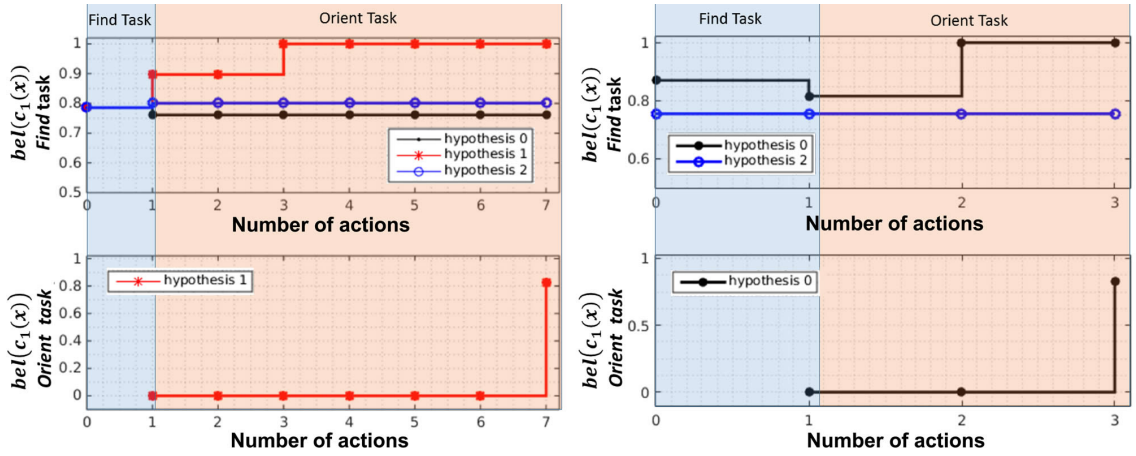 Find Task
Orient Task
bel(c₁(x))
Find task
1
0.9
0.8
0.7
0.6
0.5
hypothesis 0
hypothesis 1
hypothesis 2
0 1 2 3 4 5 6 7
Number of actions
bel(c₁(x))
Orient task
1
0.8
0.6
0.4
0.2
0
hypothesis 1
0 1 2 3 4 5 6 7
Number of actions
Find Task
Orient Task
bel(c₁(x))
Find task
1
0.8
0.6
hypothesis 0
hypothesis 2
0 1 2 3
Number of actions
bel(c₁(x))
Orient task
1
0.5
0
hypothesis 0
0 1 2 3
Number of actions